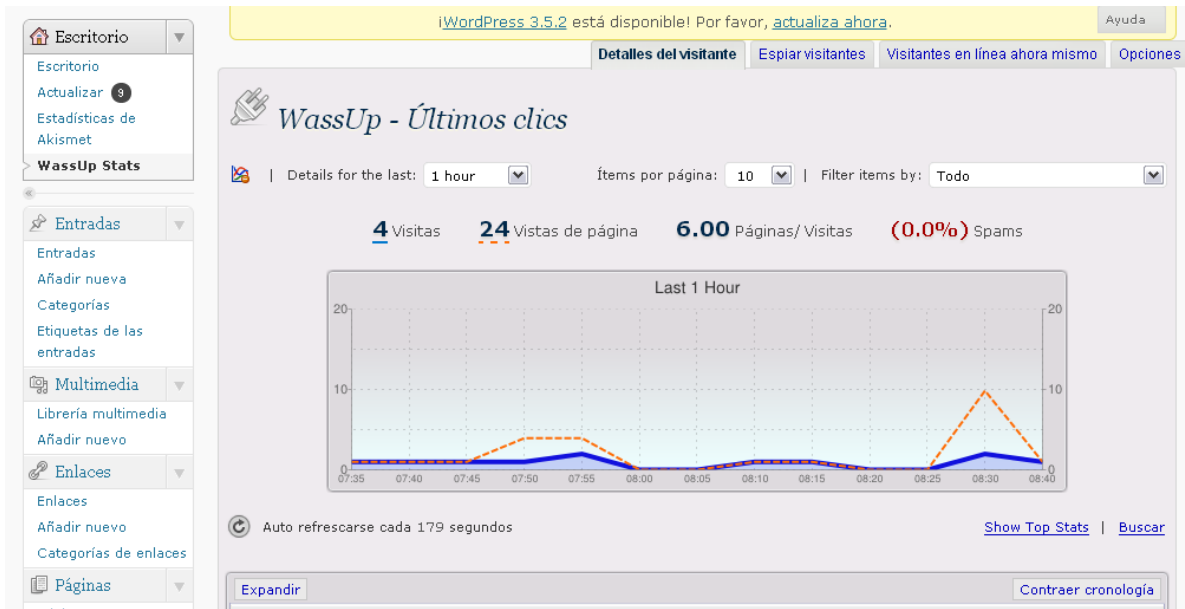 ¡WordPress 3.5.2 está disponible! Por favor, actualiza ahora.
Ayuda
Escritorio
Escritorio
Actualizar 9
Estadísticas de
Akismet
WassUp Stats
Entradas
Entradas
Añadir nueva
Categorías
Etiquetas de las
entradas
Multimedia
Librería multimedia
Añadir nuevo
Enlaces
Enlaces
Añadir nuevo
Categorías de enlaces
Páginas
Detalles del visitante Espiar visitantes Visitantes en línea ahora mismo Opciones
WassUp - Últimos clics
| Details for the last: 1 hour Ítems por página: 10 | Filter items by: Todo
4 Visitas 24 Vistas de página 6.00 Páginas/ Visitas (0.0%) Spams
Last 1 Hour
20 20
10 10
0 0
07:35 07:40 07:45 07:50 07:55 08:00 08:05 08:10 08:15 08:20 08:25 08:30 08:40
Auto refrescarse cada 179 segundos Show Top Stats | Buscar
Expandir Contraer cronología